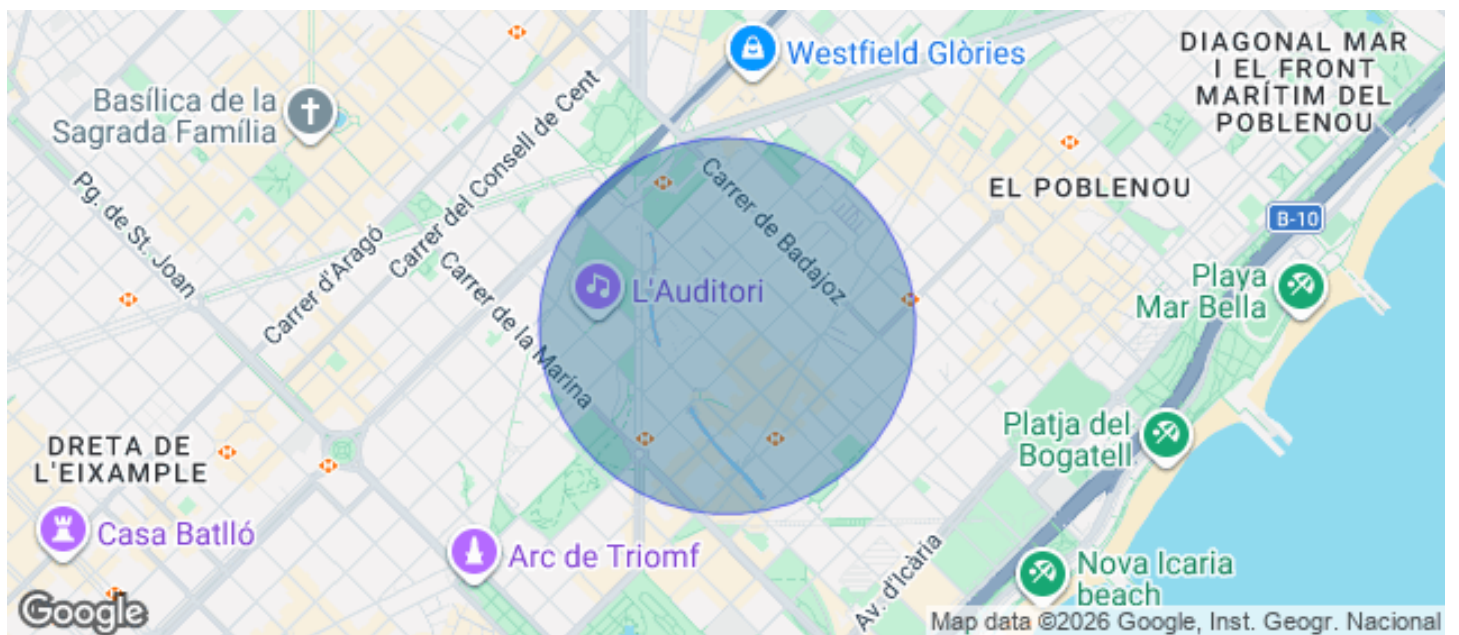 Westfield Glòries
DIAGONAL MAR
I EL FRONT
MARÍTIM DEL
POBLENOU
Basílica de la
Sagrada Família
Carrer del Consell de Cent
Carrer de Badajoz
EL POBLENOU
Pg. de St. Joan
B-10
Carrer d'Aragó
Carrer de la Marina
L'Auditori
Playa
Mar Bella
DRETA DE
L'EIXAMPLE
Platja del
Bogatell
Casa Batlló
Arc de Triomf
Av. d'Icària
Nova Icaria
beach
Google
Map data ©2026 Google, Inst. Geogr. Nacional